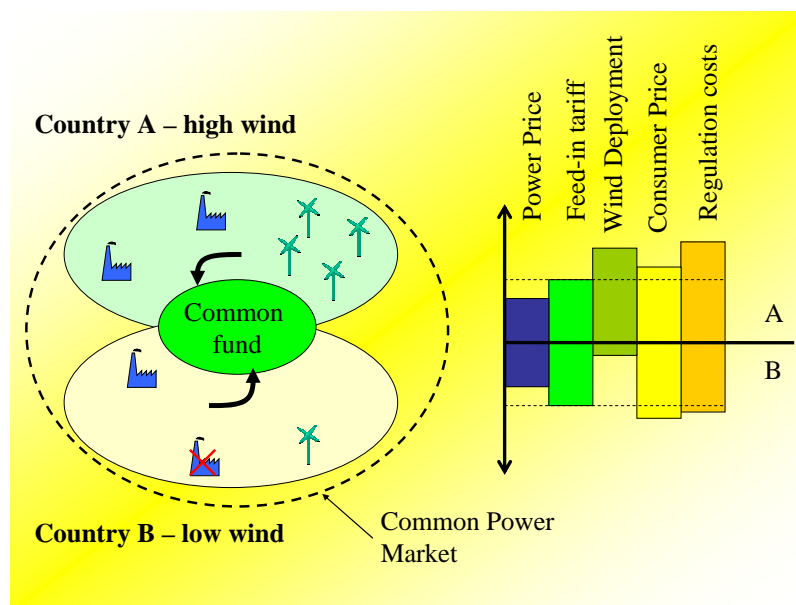 Country A – high wind
Common
fund
Country B – low wind
Common Power
Market
Power Price
Feed-in tariff
Wind Deployment
Consumer Price
Regulation costs
A
B